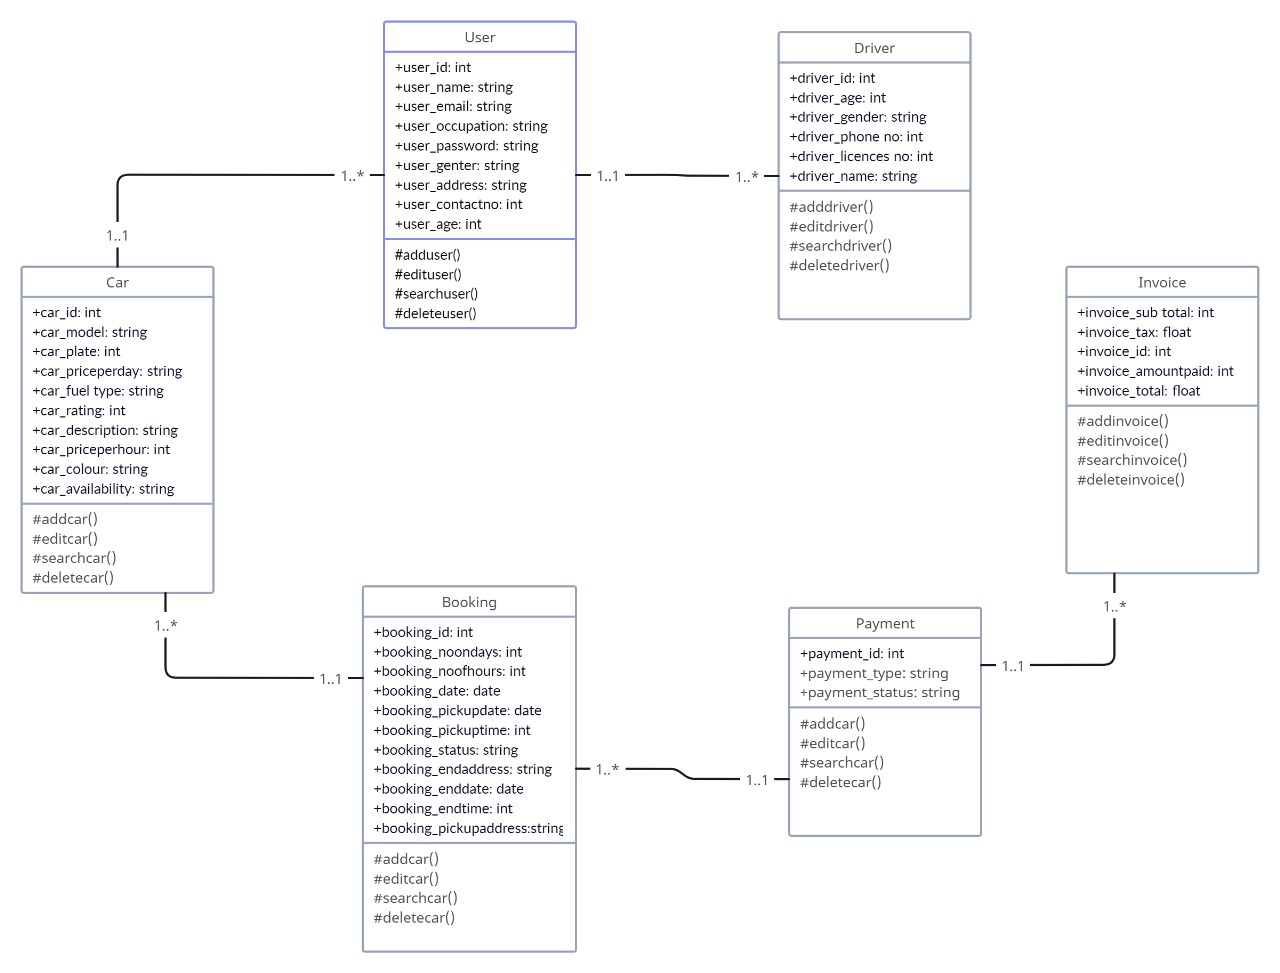 User
+user_id: int
+user_name: string
+user_email: string
+user_occupation: string
+user_password: string
+user_genter: string
+user_address: string
+user_contactno: int
+user_age: int
#adduser()
#edituser()
#searchuser()
#deleteuser()
Driver
+driver_id: int
+driver_age: int
+driver_gender: string
+driver_phone no: int
+driver_licences no: int
+driver_name: string
#adddriver()
#editdriver()
#searchdriver()
#deletedriver()
1..*
1..1
1..1
1..*
Car
+car_id: int
+car_model: string
+car_plate: int
+car_priceperday: string
+car_fuel type: string
+car_rating: int
+car_description: string
+car_priceperhour: int
+car_colour: string
+car_availability: string
#addcar()
#editcar()
#searchcar()
#deletecar()
Invoice
+invoice_sub total: int
+invoice_tax: float
+invoice_id: int
+invoice_amountpaid: int
+invoice_total: float
#addinvoice()
#editinvoice()
#searchinvoice()
#deleteinvoice()
1..*
1..1
Booking
+booking_id: int
+booking_noondays: int
+booking_noofhours: int
+booking_date: date
+booking_pickupdate: date
+booking_pickuptime: int
+booking_status: string
+booking_endaddress: string
+booking_enddate: date
+booking_endtime: int
+booking_pickupaddress:string
#addcar()
#editcar()
#searchcar()
#deletecar()
1..*
1..1
Payment
+payment_id: int
+payment_type: string
+payment_status: string
#addcar()
#editcar()
#searchcar()
#deletecar()
1..1
1..*